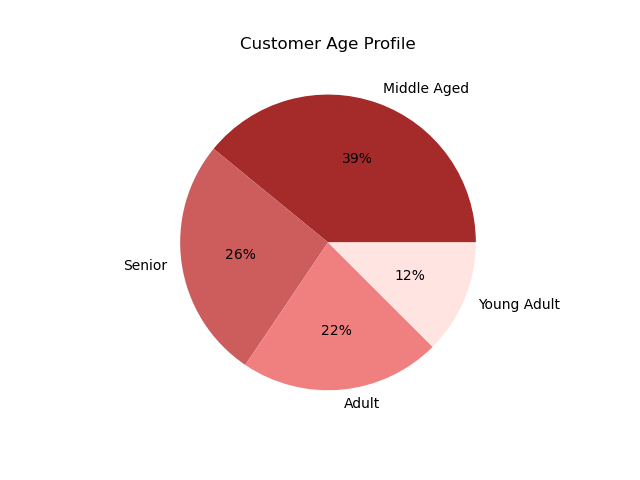 Customer Age Profile
Middle Aged
39%
Senior
26%
12%
Young Adult
22%
Adult